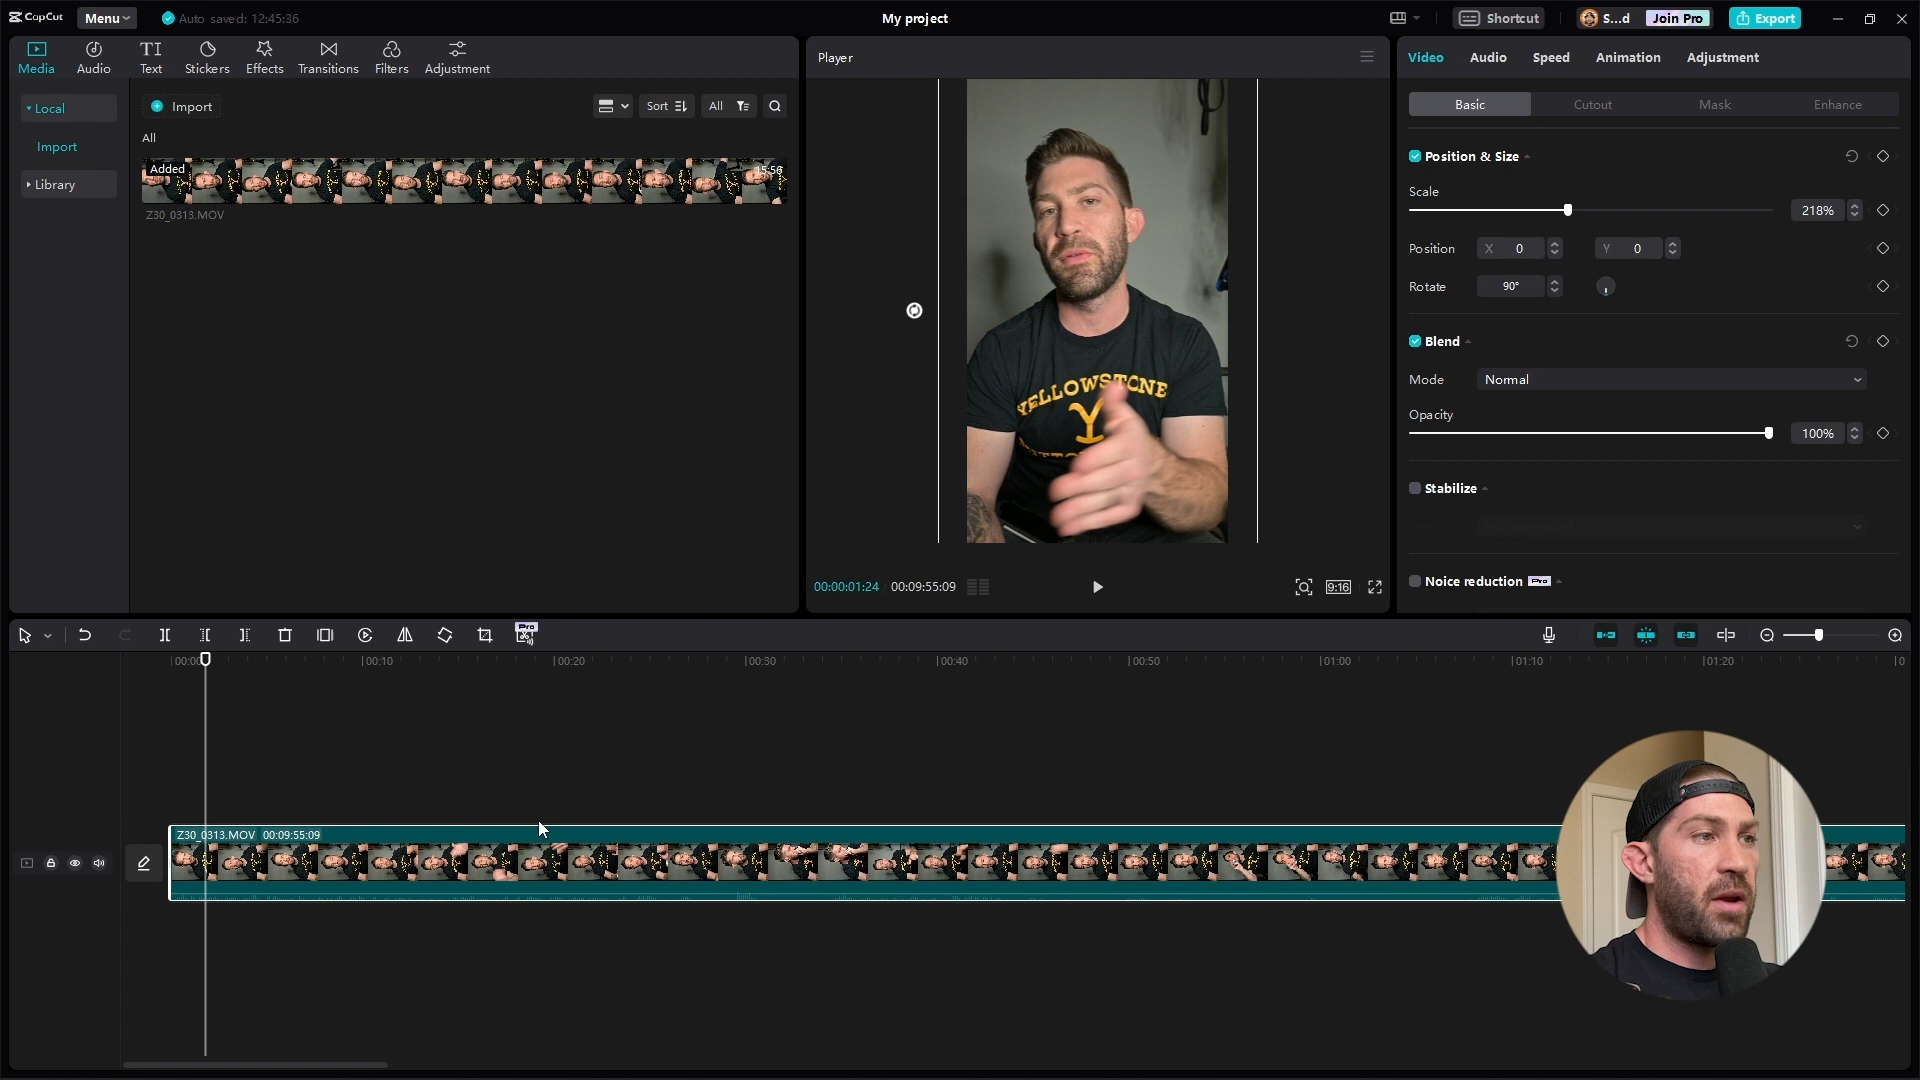 CapCut
Menu
Auto saved: 12:45:36
My project
Shortcut
S...d
Join Pro
Export
Media
Audio
Text
Stickers
Effects
Transitions
Filters
Adjustment
Local
Import
Library
Import
Sort
All
All
Added
15:56
Z30_0313.MOV
Player
YELLOWSTONE
Y
00:00:01:24
00:09:55:09
9:16
Video
Audio
Speed
Animation
Adjustment
Basic
Cutout
Mask
Enhance
Position & Size
Scale
218%
Position
X 0
Y 0
Rotate
90°
Blend
Mode
Normal
Opacity
100%
Stabilize
Noice reduction
Pro
Pro
00:00
00:10
00:20
00:30
00:40
00:50
01:00
01:10
01:20
Z30_0313.MOV 00:09:55:09